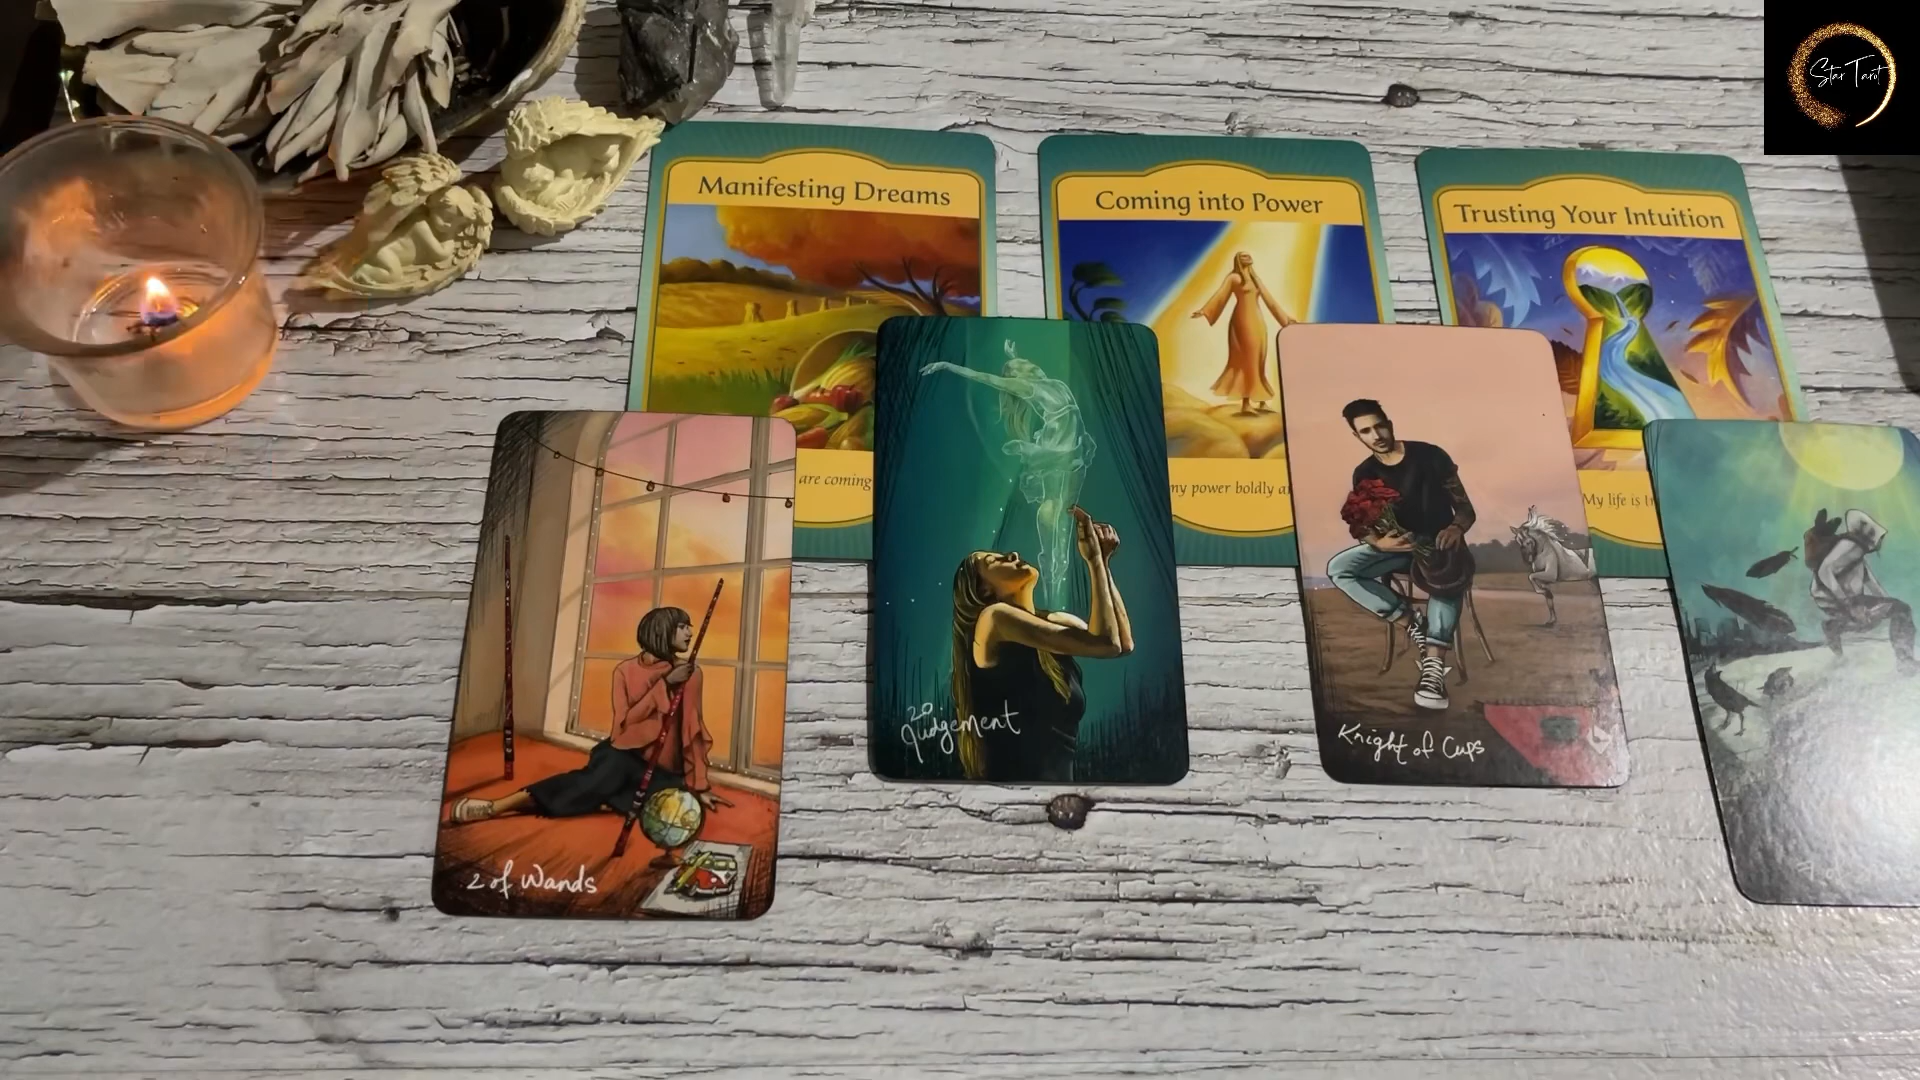 Star Tarot
Manifesting Dreams
Coming into Power
Trusting Your Intuition
are coming
my power boldly
My life is
20
Judgement
Knight of Cups
2 of Wands